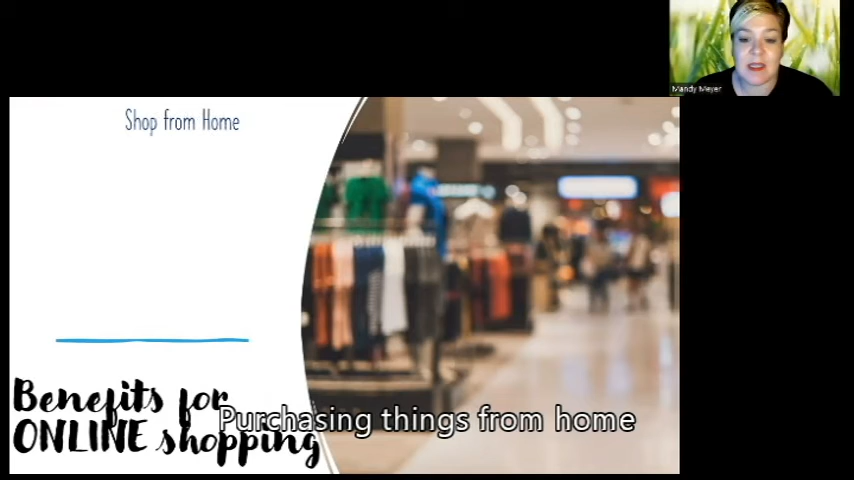 Mandy Meyer
Shop from Home
Benefits for
ONLINE shopping
Purchasing things from home